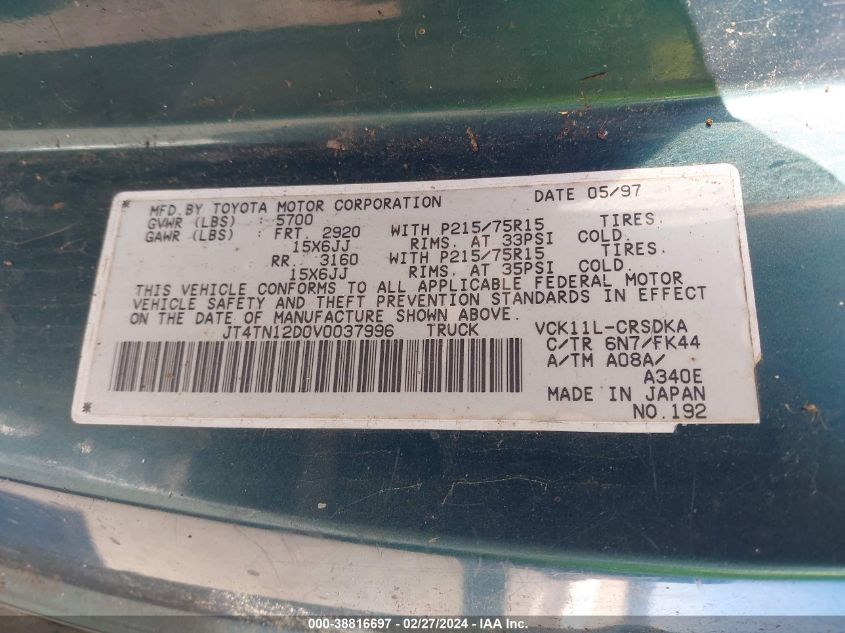 MFD. BY TOYOTA MOTOR CORPORATION DATE 05/97
GVWR (LBS) : 5700
GAWR (LBS) : FRT. 2920 WITH P215/75R15 TIRES.
15X6JJ RIMS. AT 33PSI COLD.
RR. 3160 WITH P215/75R15 TIRES.
15X6JJ RIMS. AT 35PSI COLD.
THIS VEHICLE CONFORMS TO ALL APPLICABLE FEDERAL MOTOR
VEHICLE SAFETY AND THEFT PREVENTION STANDARDS IN EFFECT
ON THE DATE OF MANUFACTURE SHOWN ABOVE.
JT4TN12D0V0037996 TRUCK VCK11L-CRSDKA
C/TR 6N7/FK44
A/TM A08A/
A340E
MADE IN JAPAN
NO.192
000-38816697 - 02/27/2024 - IAA Inc.